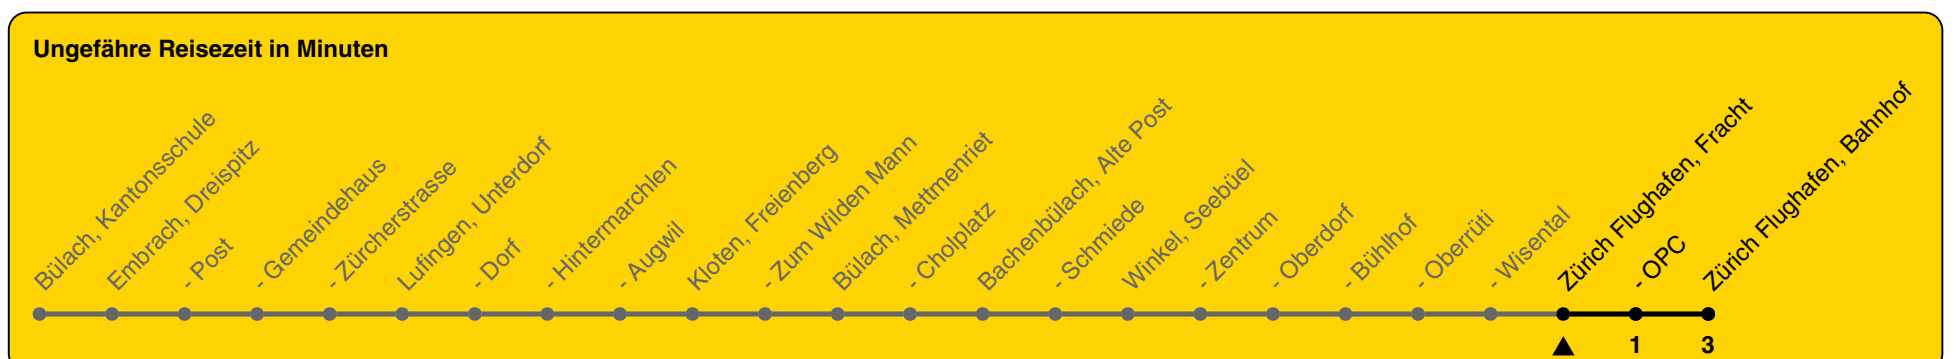 Ungefähre Reisezeit in Minuten
Bülach, Kantonsschule
Embrach, Dreispitz
- Post
- Gemeindehaus
- Zürcherstrasse
Lufingen, Unterdorf
- Dorf
- Hintermarchlen
- Augwil
Kloten, Freienberg
- Zum Wilden Mann
Bülach, Mettmenriet
- Cholplatz
Bachenbülach, Alte Post
- Schmiede
Winkel, Seebüel
- Zentrum
- Oberdorf
- Bühlhof
- Oberrüti
- Wisental
Zürich Flughafen, Fracht
- OPC
Zürich Flughafen, Bahnhof
1 3